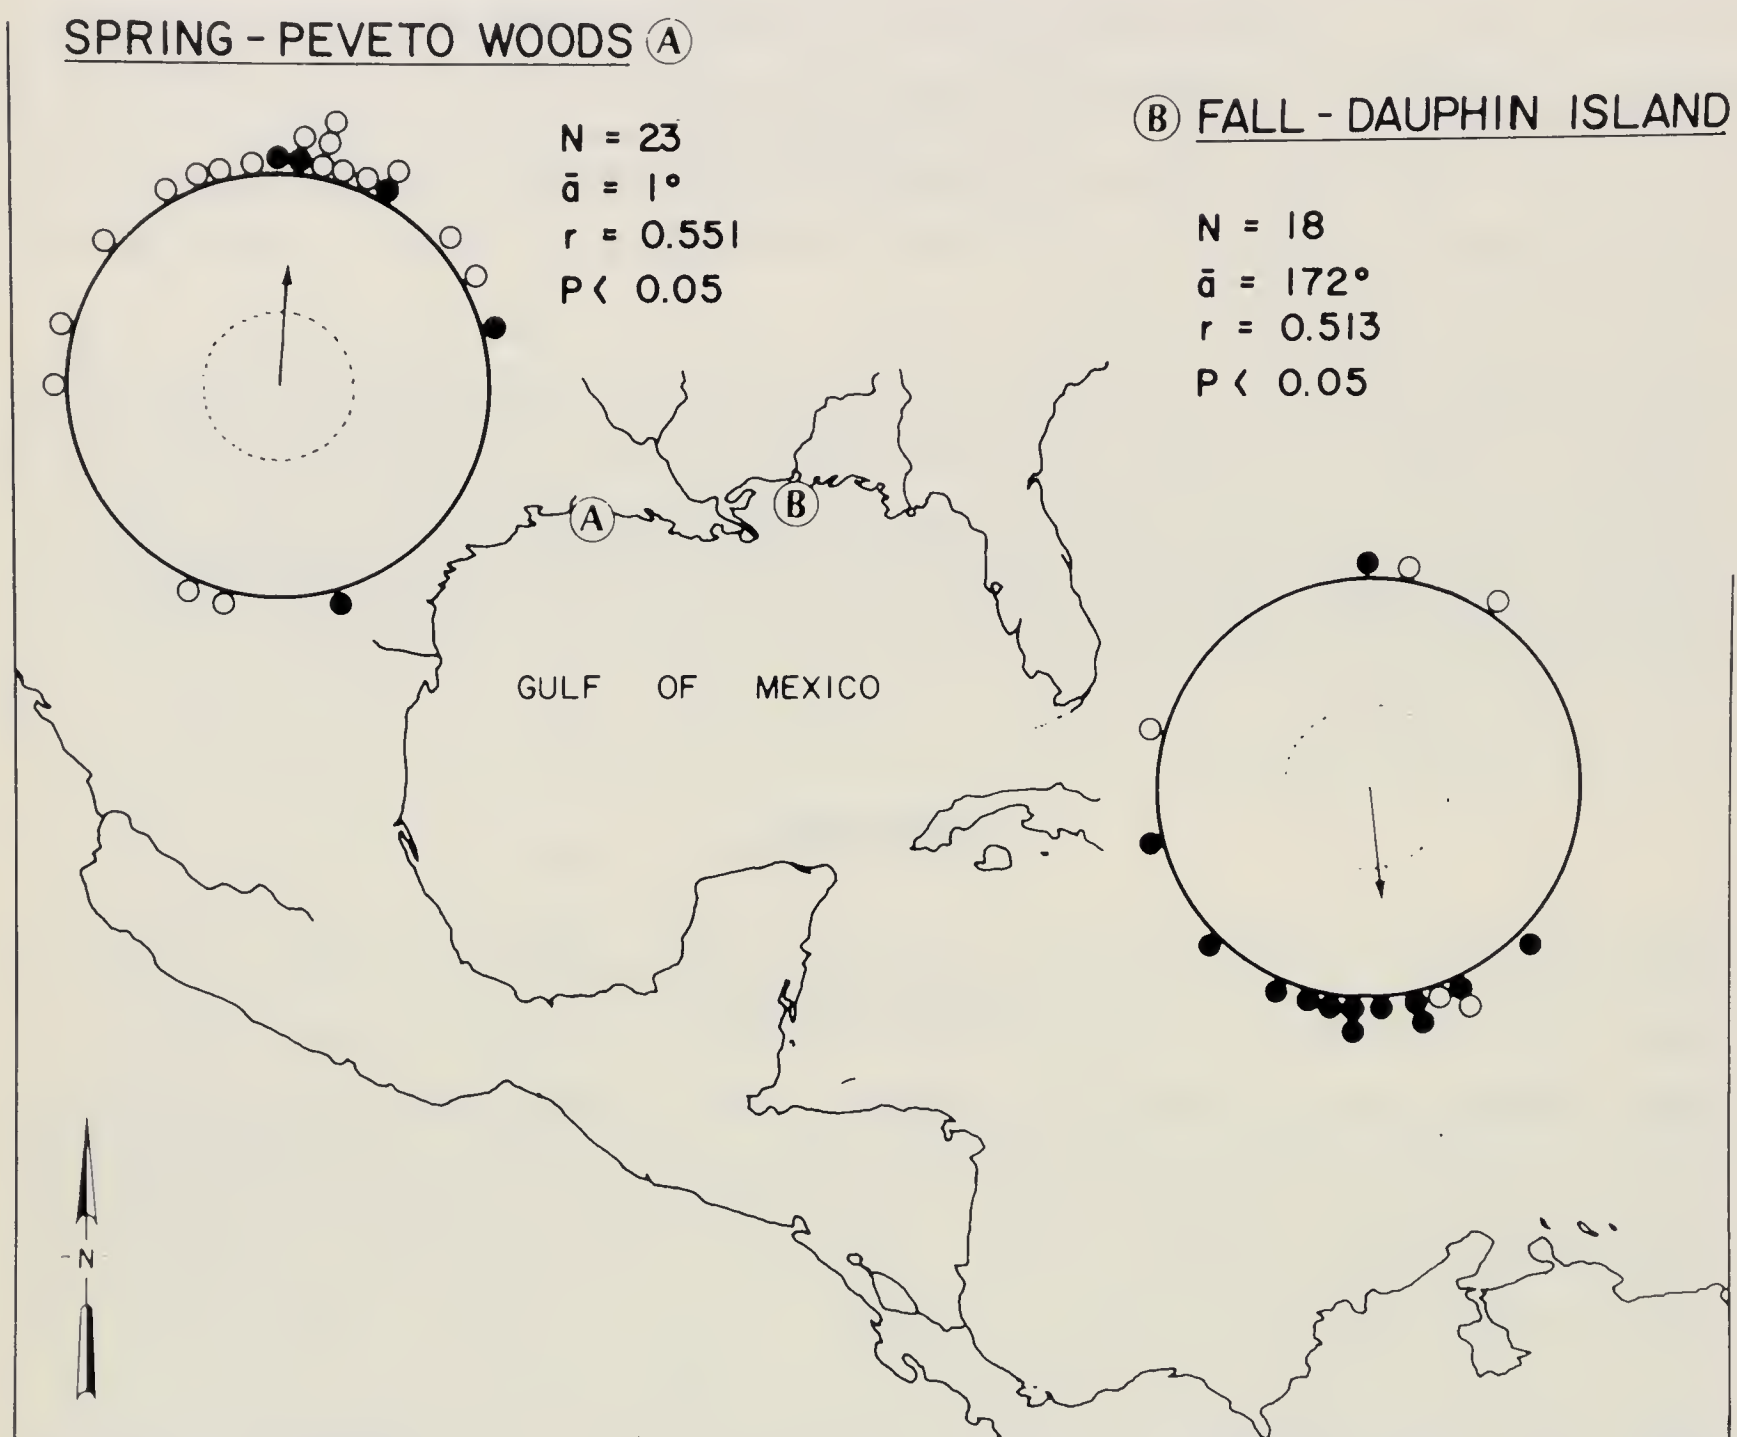 SPRING - PEVETO WOODS A
N = 23
ā = 1°
r = 0.551
P < 0.05
B FALL - DAUPHIN ISLAND
N = 18
ā = 172°
r = 0.513
P < 0.05
A
B
GULF OF MEXICO
N